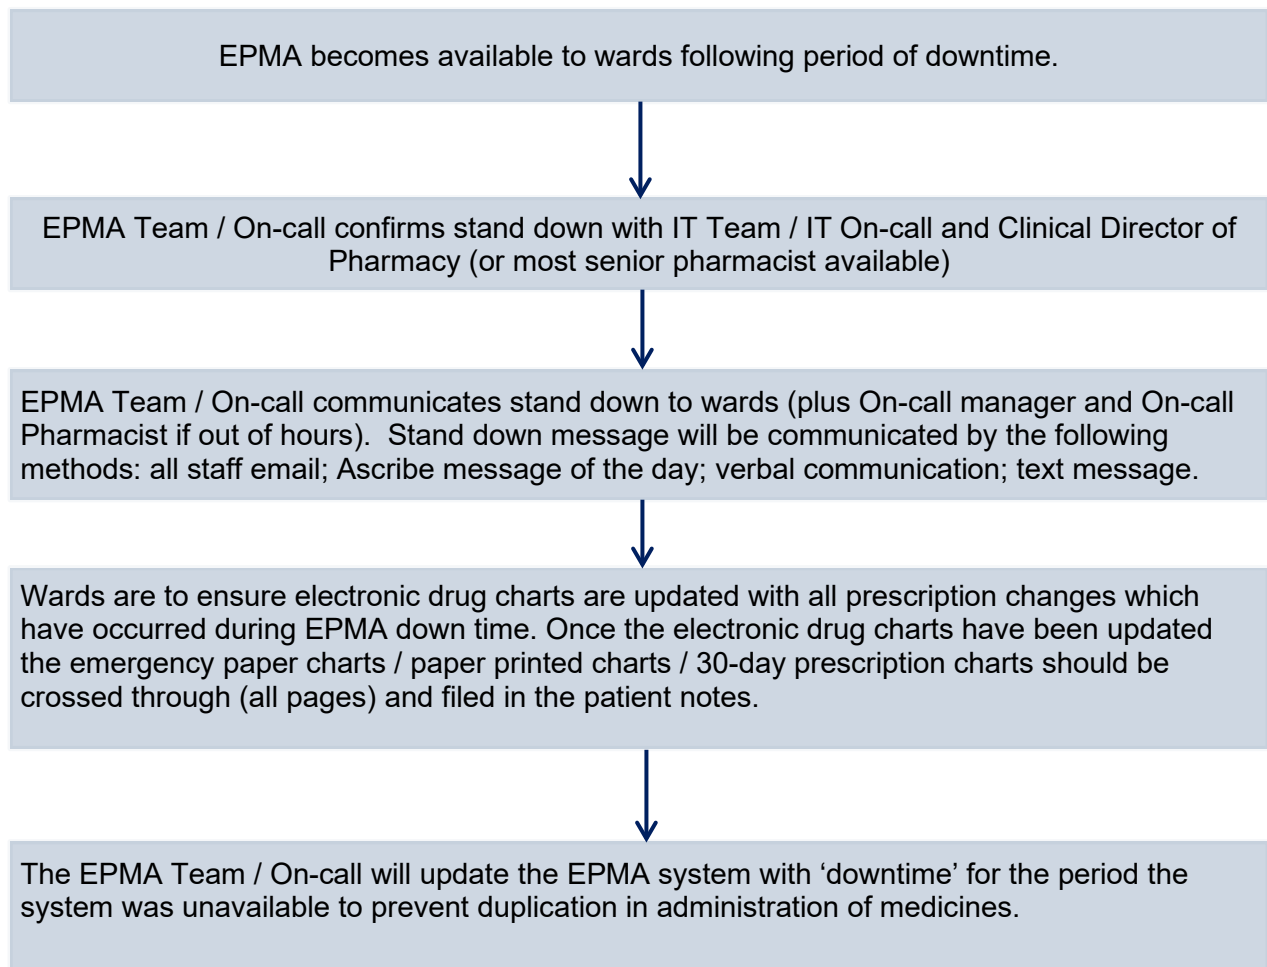 EPMA becomes available to wards following period of downtime.
EPMA Team / On-call confirms stand down with IT Team / IT On-call and Clinical Director of
Pharmacy (or most senior pharmacist available)
EPMA Team / On-call communicates stand down to wards (plus On-call manager and On-call
Pharmacist if out of hours).  Stand down message will be communicated by the following
methods: all staff email; Ascribe message of the day; verbal communication; text message.
Wards are to ensure electronic drug charts are updated with all prescription changes which
have occurred during EPMA down time. Once the electronic drug charts have been updated
the emergency paper charts / paper printed charts / 30-day prescription charts should be
crossed through (all pages) and filed in the patient notes.
The EPMA Team / On-call will update the EPMA system with ‘downtime’ for the period the
system was unavailable to prevent duplication in administration of medicines.